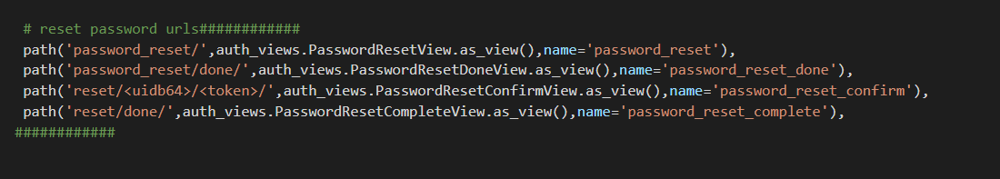 # reset password urls############
path('password_reset/',auth_views.PasswordResetView.as_view(),name='password_reset'),
path('password_reset/done/',auth_views.PasswordResetDoneView.as_view(),name='password_reset_done'),
path('reset/<uidb64>/<token>/',auth_views.PasswordResetConfirmView.as_view(),name='password_reset_confirm'),
path('reset/done/',auth_views.PasswordResetCompleteView.as_view(),name='password_reset_complete'),
############